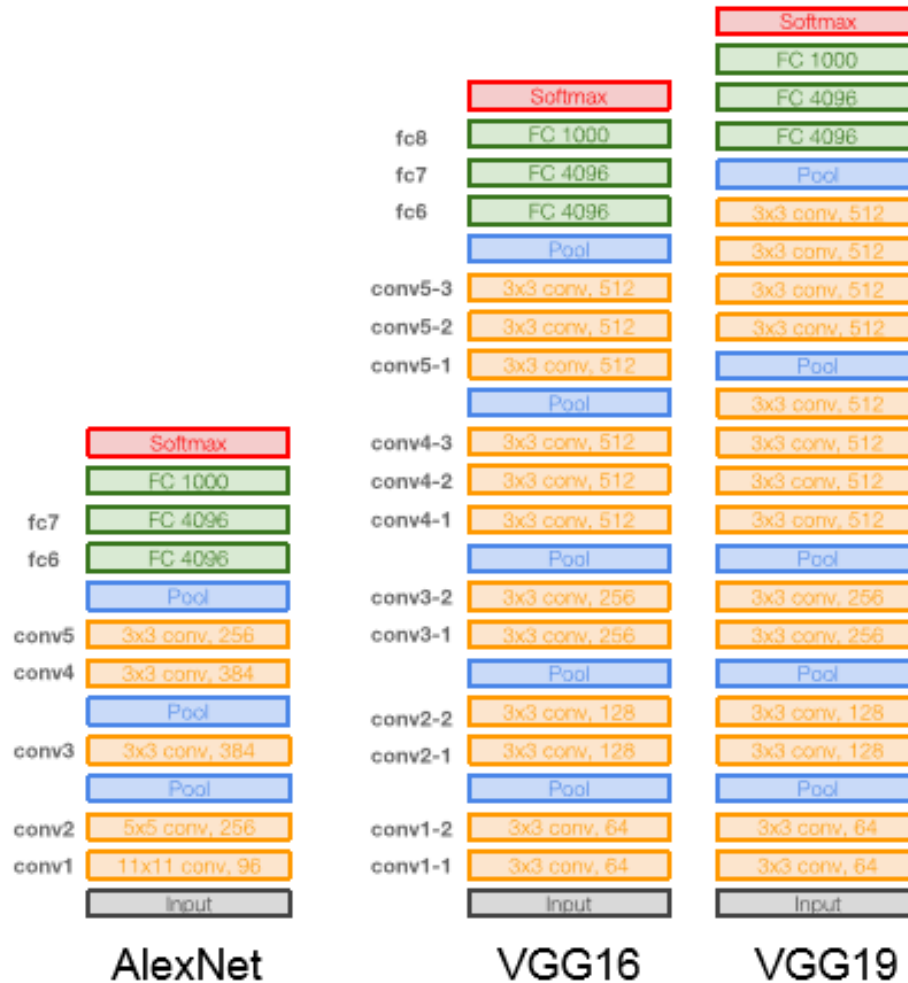 Softmax
FC 1000
FC 4096
FC 4096
Pool
3x3 conv, 256
3x3 conv, 384
Pool
3x3 conv, 384
Pool
5x5 conv, 256
11x11 conv, 96
Input
fc7
fc6
conv5
conv4
conv3
conv2
conv1
AlexNet
Softmax
FC 1000
FC 4096
FC 4096
Pool
3x3 conv, 512
3x3 conv, 512
3x3 conv, 512
Pool
3x3 conv, 512
3x3 conv, 512
3x3 conv, 512
Pool
3x3 conv, 256
3x3 conv, 256
Pool
3x3 conv, 128
3x3 conv, 128
Pool
3x3 conv, 64
3x3 conv, 64
Input
fc8
fc7
fc6
conv5-3
conv5-2
conv5-1
conv4-3
conv4-2
conv4-1
conv3-2
conv3-1
conv2-2
conv2-1
conv1-2
conv1-1
VGG16
Softmax
FC 1000
FC 4096
FC 4096
Pool
3x3 conv, 512
3x3 conv, 512
3x3 conv, 512
3x3 conv, 512
Pool
3x3 conv, 512
3x3 conv, 512
3x3 conv, 512
3x3 conv, 512
Pool
3x3 conv, 256
3x3 conv, 256
Pool
3x3 conv, 128
3x3 conv, 128
Pool
3x3 conv, 64
3x3 conv, 64
Input
VGG19